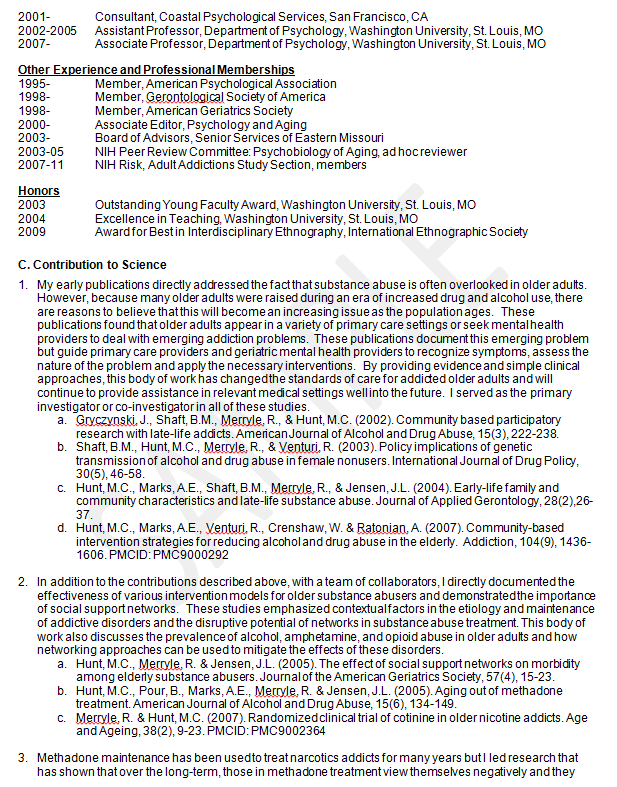 2001- Consultant, Coastal Psychological Services, San Francisco, CA
2002-2005 Assistant Professor, Department of Psychology, Washington University, St. Louis, MO
2007- Associate Professor, Department of Psychology, Washington University, St. Louis, MO
Other Experience and Professional Memberships
1995- Member, American Psychological Association
1998- Member, Gerontological Society of America
1998- Member, American Geriatrics Society
2000- Associate Editor, Psychology and Aging
2003- Board of Advisors, Senior Services of Eastern Missouri
2003-05 NIH Peer Review Committee: Psychobiology of Aging, ad hoc reviewer
2007-11 NIH Risk, Adult Addictions Study Section, members
Honors
2003 Outstanding Young Faculty Award, Washington University, St. Louis, MO
2004 Excellence in Teaching, Washington University, St. Louis, MO
2009 Award for Best in Interdisciplinary Ethnography, International Ethnographic Society
C. Contribution to Science
1. My early publications directly addressed the fact that substance abuse is often overlooked in older adults.
However, because many older adults were raised during an era of increased drug and alcohol use, there
are reasons to believe that this will become an increasing issue as the population ages. These
publications found that older adults appear in a variety of primary care settings or seek mental health
providers to deal with emerging addiction problems. These publications document this emerging problem
but guide primary care providers and geriatric mental health providers to recognize symptoms, assess the
nature of the problem and apply the necessary interventions. By providing evidence and simple clinical
approaches, this body of work has changed the standards of care for addicted older adults and will
continue to provide assistance in relevant medical settings well into the future. I served as the primary
investigator or co-investigator in all of these studies.
a. Gryczynski, J., Shaft, B.M., Merryle, R., & Hunt, M.C. (2002). Community based participatory
research with late-life addicts. American Journal of Alcohol and Drug Abuse, 15(3), 222-238.
b. Shaft, B.M., Hunt, M.C., Merryle, R., & Venturi, R. (2003). Policy implications of genetic
transmission of alcohol and drug abuse in female nonusers. International Journal of Drug Policy,
30(5), 46-58.
c. Hunt, M.C., Marks, A.E., Shaft, B.M., Merryle, R., & Jensen, J.L. (2004). Early-life family and
community characteristics and late-life substance abuse. Journal of Applied Gerontology, 28(2),26-
37.
d. Hunt, M.C., Marks, A.E., Venturi, R., Crenshaw, W. & Ratonian, A. (2007). Community-based
intervention strategies for reducing alcohol and drug abuse in the elderly. Addiction, 104(9), 1436-
1606. PMCID: PMC9000292
2. In addition to the contributions described above, with a team of collaborators, I directly documented the
effectiveness of various intervention models for older substance abusers and demonstrated the importance
of social support networks. These studies emphasized contextual factors in the etiology and maintenance
of addictive disorders and the disruptive potential of networks in substance abuse treatment. This body of
work also discusses the prevalence of alcohol, amphetamine, and opioid abuse in older adults and how
networking approaches can be used to mitigate the effects of these disorders.
a. Hunt, M.C., Merryle, R. & Jensen, J.L. (2005). The effect of social support networks on morbidity
among elderly substance abusers. Journal of the American Geriatrics Society, 57(4), 15-23.
b. Hunt, M.C., Pour, B., Marks, A.E., Merryle, R. & Jensen, J.L. (2005). Aging out of methadone
treatment. American Journal of Alcohol and Drug Abuse, 15(6), 134-149.
c. Merryle, R. & Hunt, M.C. (2007). Randomized clinical trial of cotinine in older nicotine addicts. Age
and Ageing, 38(2), 9-23. PMCID: PMC9002364
3. Methadone maintenance has been used to treat narcotics addicts for many years but I led research that
has shown that over the long-term, those in methadone treatment view themselves negatively and they
SAMPLE